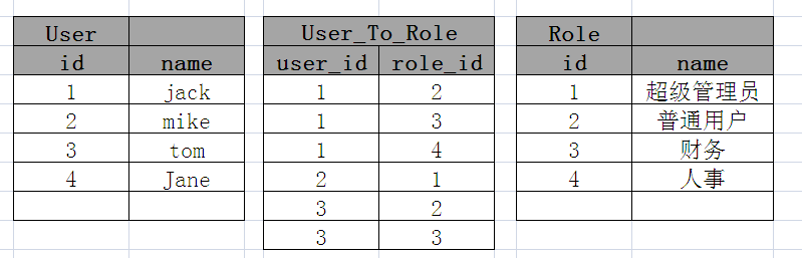 User User_To_Role Role
id name user_id role_id id name
1 jack 1 2 1 超级管理员
2 mike 1 3 2 普通用户
3 tom 1 4 3 财务
4 Jane 2 1 4 人事
3 2
3 3